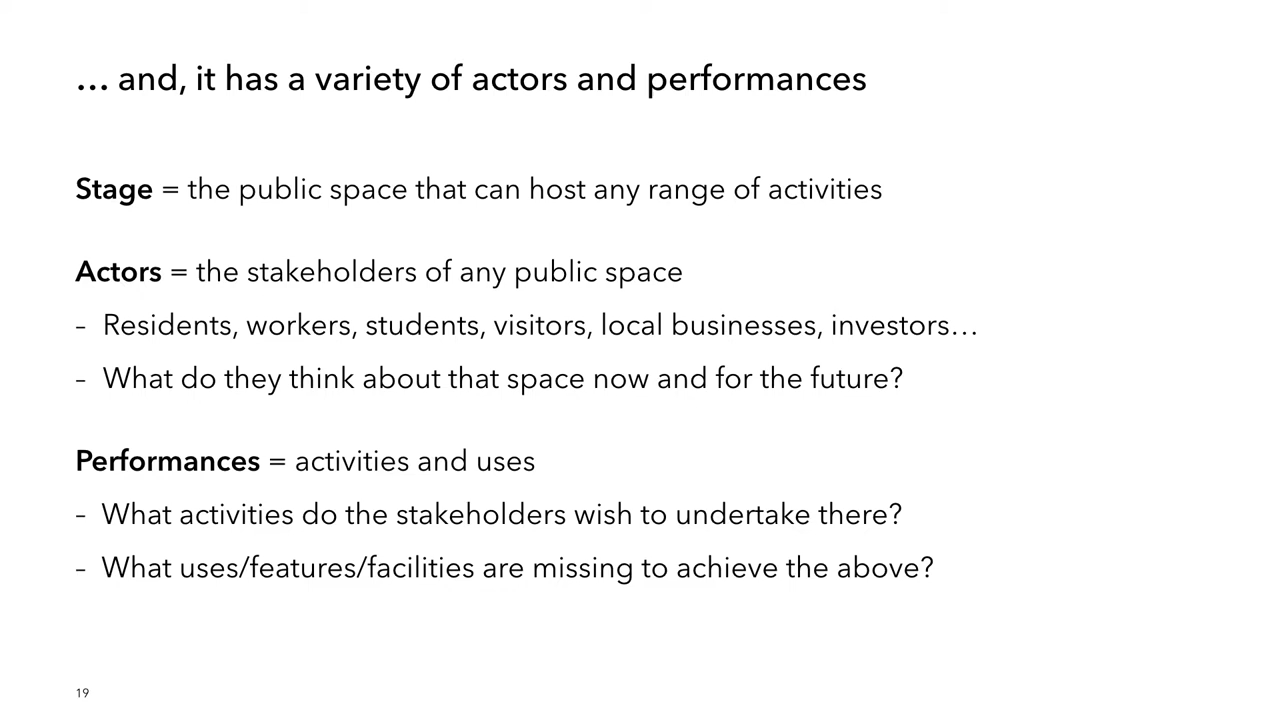 … and, it has a variety of actors and performances
Stage = the public space that can host any range of activities
Actors = the stakeholders of any public space
– Residents, workers, students, visitors, local businesses, investors…
– What do they think about that space now and for the future?
Performances = activities and uses
– What activities do the stakeholders wish to undertake there?
– What uses/features/facilities are missing to achieve the above?
19